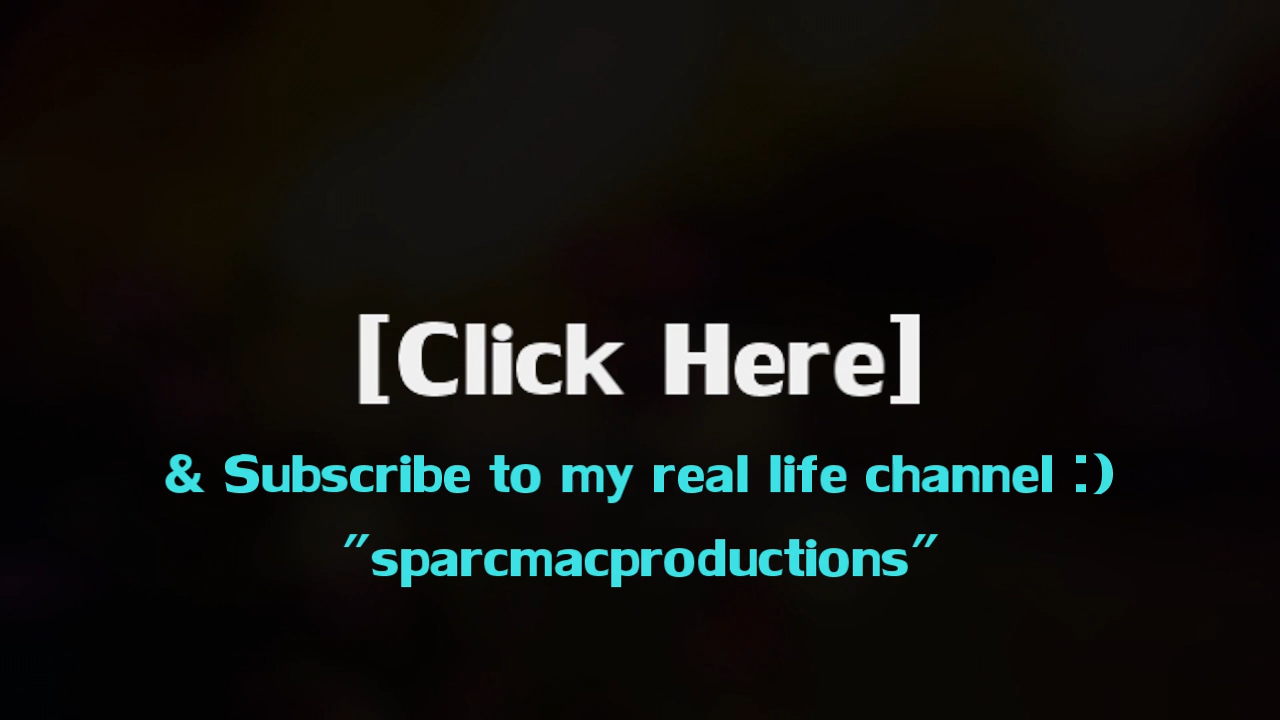 [Click Here]
& Subscribe to my real life channel :)
"sparcmacproductions"